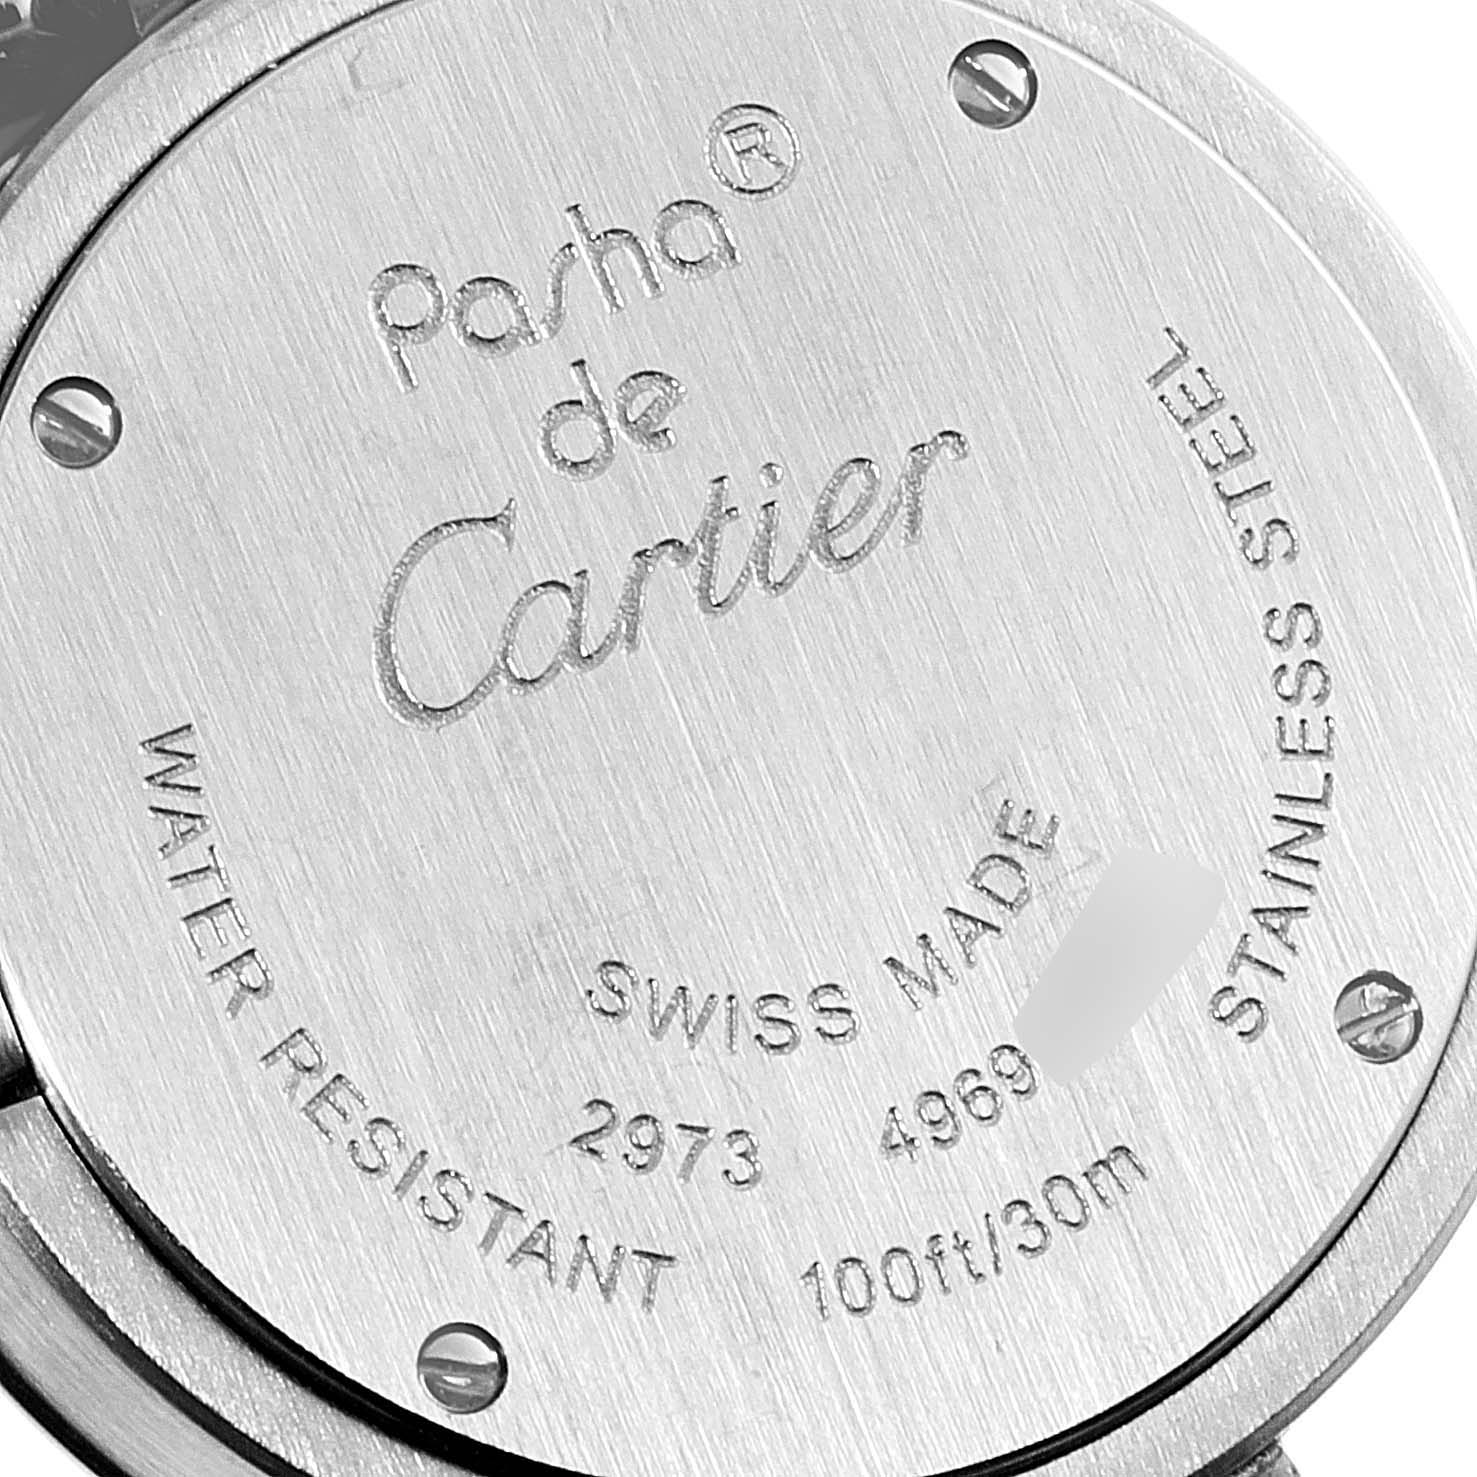 Pasha®
de
Cartier
STAINLESS STEEL
SWISS MADE
2973 4969
WATER RESISTANT 100ft/30m